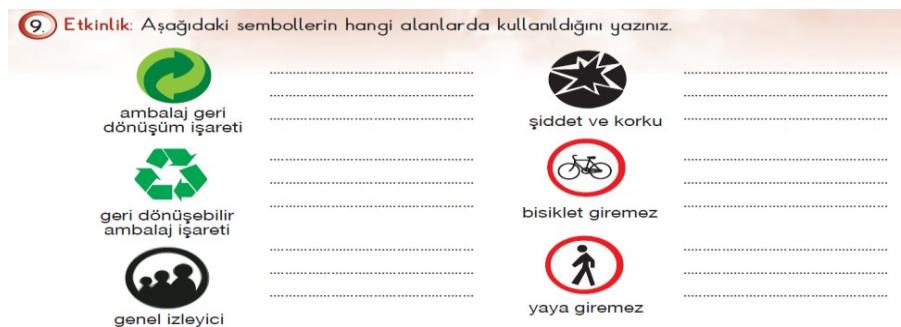 9. Etkinlik: Aşağıdaki sembollerin hangi alanlarda kullanıldığını yazınız.
ambalaj geri
dönüşüm işareti
geri dönüşebilir
ambalaj işareti
genel izleyici
şiddet ve korku
bisiklet giremez
yaya giremez